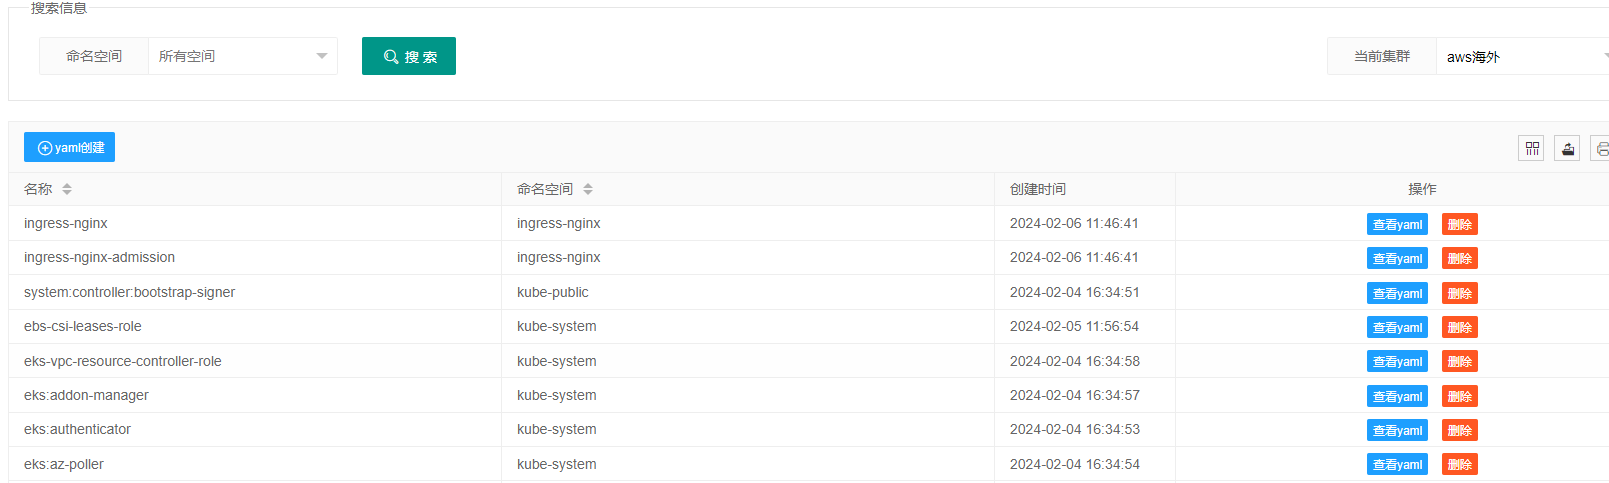 搜索信息
命名空间 所有空间 搜 索 当前集群 aws海外
yaml创建
名称 命名空间 创建时间 操作
ingress-nginx ingress-nginx 2024-02-06 11:46:41 查看yaml 删除
ingress-nginx-admission ingress-nginx 2024-02-06 11:46:41 查看yaml 删除
system:controller:bootstrap-signer kube-public 2024-02-04 16:34:51 查看yaml 删除
ebs-csi-leases-role kube-system 2024-02-05 11:56:54 查看yaml 删除
eks-vpc-resource-controller-role kube-system 2024-02-04 16:34:58 查看yaml 删除
eks:addon-manager kube-system 2024-02-04 16:34:57 查看yaml 删除
eks:authenticator kube-system 2024-02-04 16:34:53 查看yaml 删除
eks:az-poller kube-system 2024-02-04 16:34:54 查看yaml 删除